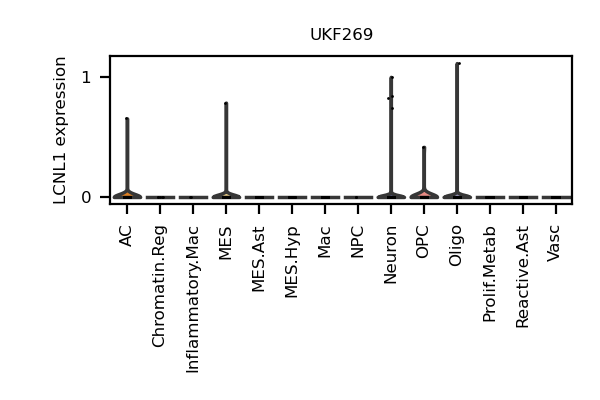 UKF269
LCNL1 expression
1
0
AC
Chromatin.Reg
Inflammatory.Mac
MES
MES.Ast
MES.Hyp
Mac
NPC
Neuron
OPC
Oligo
Prolif.Metab
Reactive.Ast
Vasc